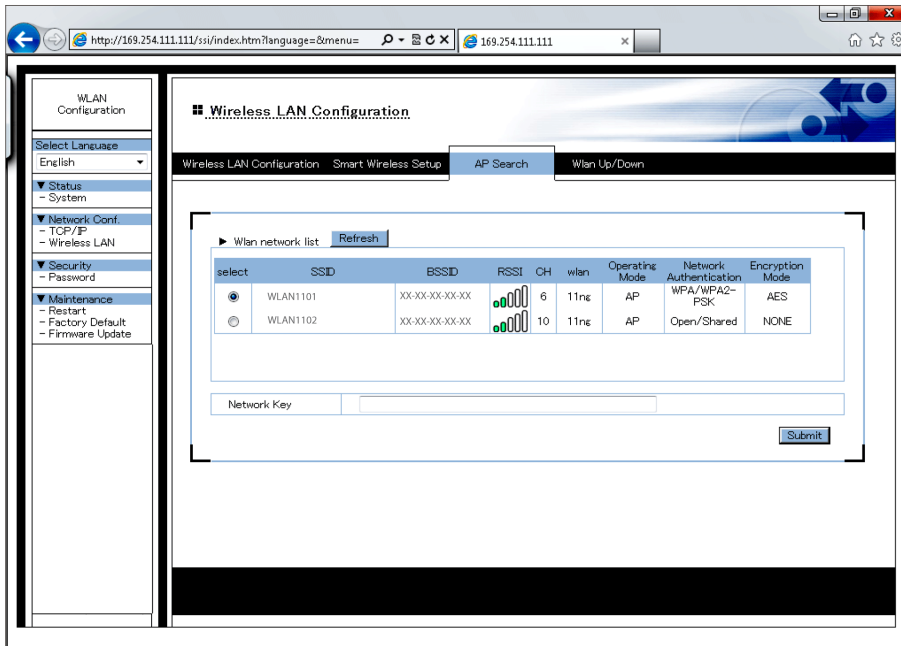 http://169.254.111.111/ssi/index.htm?language=&menu=
169.254.111.111
WLAN
Configuration
Select Language
English
▼ Status
– System
▼ Network Conf.
– TCP/IP
– Wireless LAN
▼ Security
– Password
▼ Maintenance
– Restart
– Factory Default
– Firmware Update
Wireless LAN Configuration
Wireless LAN Configuration Smart Wireless Setup AP Search Wlan Up/Down
▶ Wlan network list Refresh
select SSID BSSID RSSI CH wlan Operating Mode Network Authentication Encryption Mode
WLAN1101 XX-XX-XX-XX-XX 6 11ng AP WPA/WPA2-PSK AES
WLAN1102 XX-XX-XX-XX-XX 10 11ng AP Open/Shared NONE
Network Key
Submit